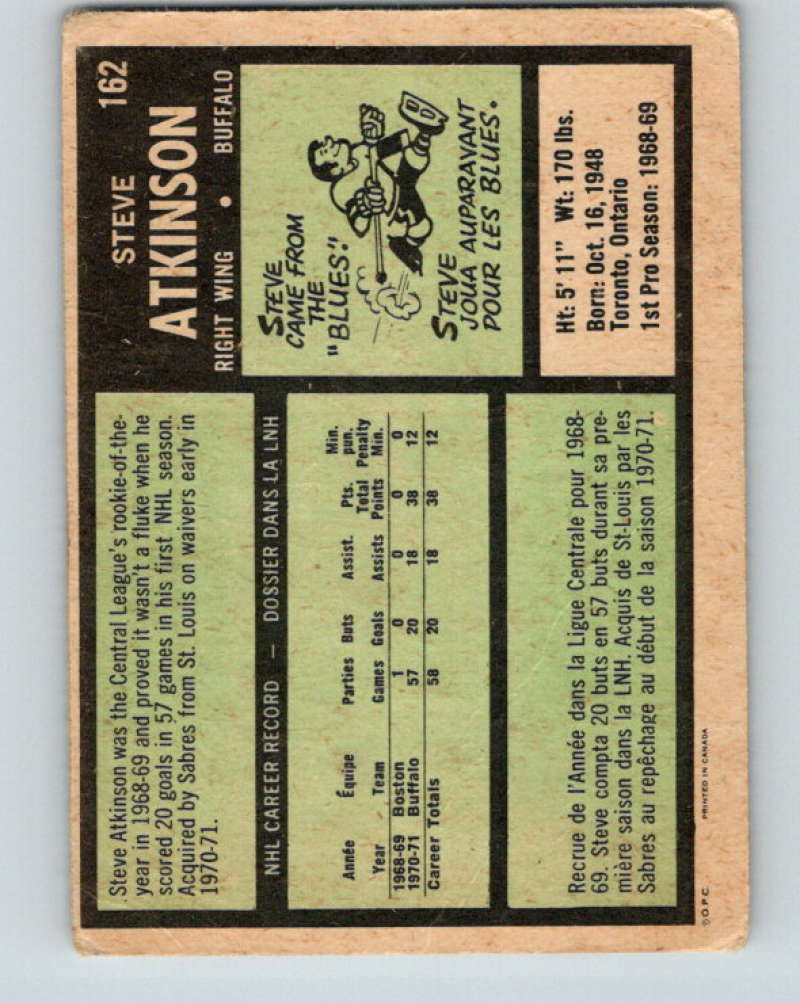 162
STEVE
ATKINSON
RIGHT WING • BUFFALO
.Steve Atkinson was the Central League's rookie-of-the-
year in 1968-69 and proved it wasn't a fluke when he
scored 20 goals in 57 games in his first NHL season.
Acquired by Sabres from St. Louis on waivers early in
1970-71.
STEVE
CAME FROM
THE
"BLUES".
STEVE
JOUA AUPARAVANT
POUR LES BLUES.
B
NHL CAREER RECORD — DOSSIER DANS LA LNH
Année Équipe Parties Buts Assist. Pts. Min. pun.
Year Team Games Goals Assists Total Points Penalty Min.
1968-69 Boston 1 0 0 0 0
1970-71 Buffalo 57 20 18 38 12
Career Totals 58 20 18 38 12
Ht: 5' 11" Wt: 170 lbs.
Born: Oct. 16, 1948
Toronto, Ontario
1st Pro Season: 1968-69
Recrue de l'Année dans la Ligue Centrale pour 1968-
69. Steve compta 20 buts en 57 buts durant sa pre-
mière saison dans la LNH. Acquis de St-Louis par les
Sabres au repêchage au début de la saison 1970-71.
©O.P.C. PRINTED IN CANADA